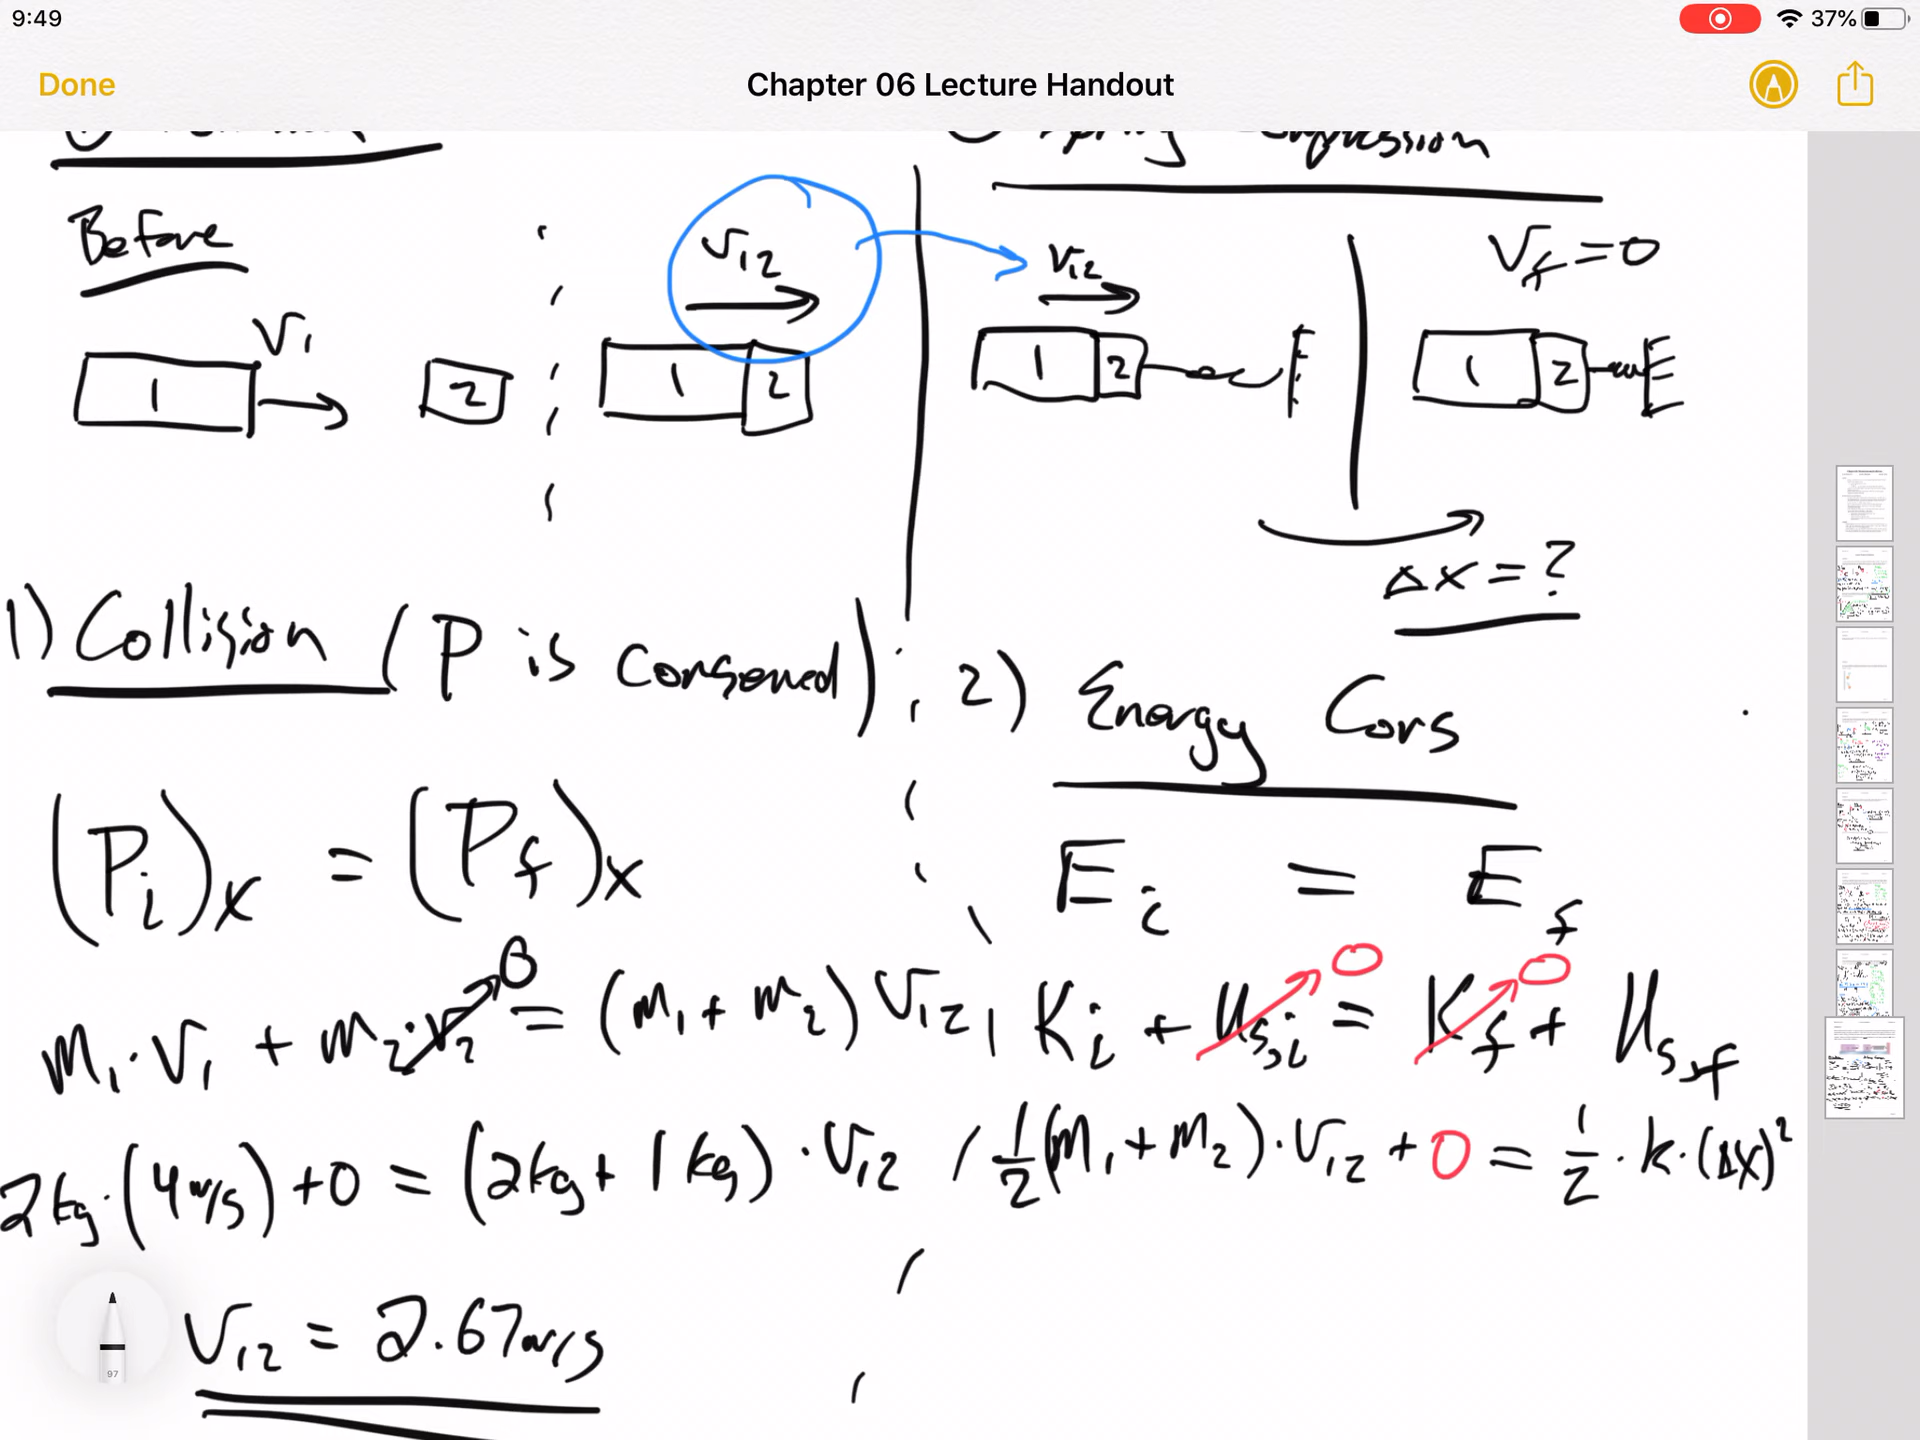 9:49
37%
Done
Chapter 06 Lecture Handout
Before
V1
1
2
V12
1 2
V12
1 2
Vf = 0
1 2
Δx = ?
1) Collision (P is conserved)
2) Energy Cons
(Pi)x = (Pf)x
Ei = Ef
m1·V1 + m2·V2 0 = (m1 + m2) V12
Ki + Us,i 0 = Kf 0 + Us,f
2kg·(4m/s) + 0 = (2kg + 1kg)·V12
1/2 (m1 + m2)·V12 + 0 = 1/2·k·(Δx)²
V12 = 2.67m/s
97